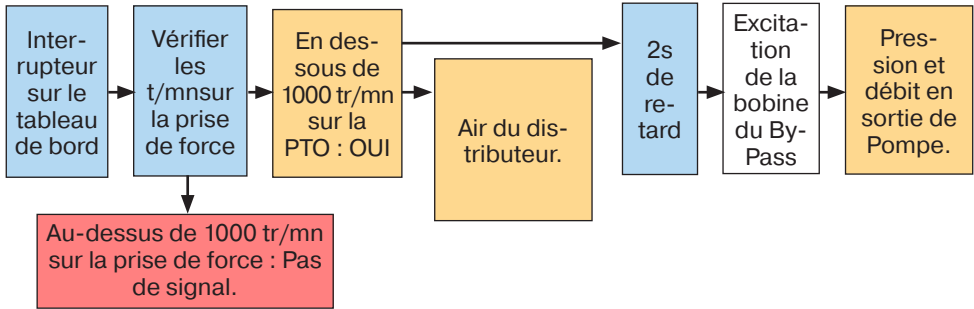 Inter-
rupteur
sur le
tableau
de bord
Vérifier
les
t/mnsur
la prise
de force
En des-
sous de
1000 tr/mn
sur la
PTO : OUI
Air du dis-
tributeur.
2s
de
re-
tard
Excita-
tion
de la
bobine
du By-
Pass
Pres-
sion et
débit en
sortie de
Pompe.
Au-dessus de 1000 tr/mn
sur la prise de force : Pas
de signal.